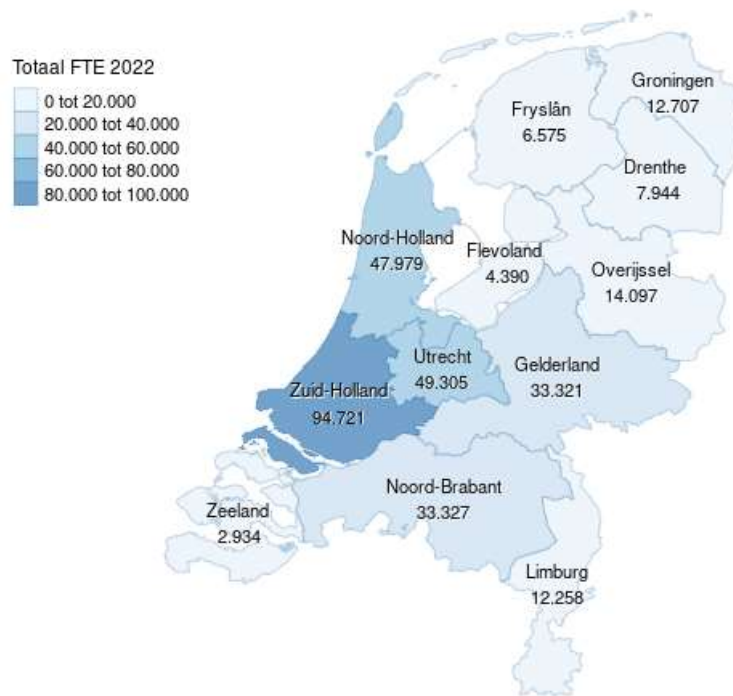 Totaal FTE 2022
0 tot 20.000
20.000 tot 40.000
40.000 tot 60.000
60.000 tot 80.000
80.000 tot 100.000
Groningen
12.707
Fryslân
6.575
Drenthe
7.944
Noord-Holland
47.979
Flevoland
4.390
Overijssel
14.097
Utrecht
49.305
Gelderland
33.321
Zuid-Holland
94.721
Noord-Brabant
33.327
Zeeland
2.934
Limburg
12.258